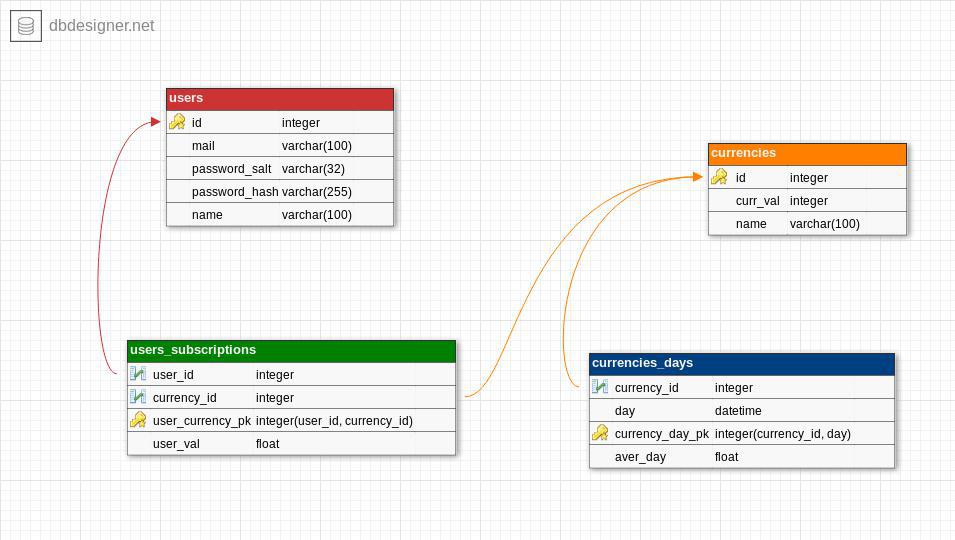 dbdesigner.net
users
id integer
mail varchar(100)
password_salt varchar(32)
password_hash varchar(255)
name varchar(100)
currencies
id integer
curr_val integer
name varchar(100)
users_subscriptions
user_id integer
currency_id integer
user_currency_pk integer(user_id, currency_id)
user_val float
currencies_days
currency_id integer
day datetime
currency_day_pk integer(currency_id, day)
aver_day float